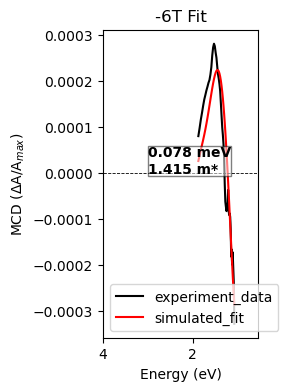 -6T Fit
0.0003
0.0002
0.0001
0.0000
−0.0001
−0.0002
−0.0003
MCD (ΔA/A_max)
0.078 meV
1.415 m*
experiment_data
simulated_fit
4
2
Energy (eV)